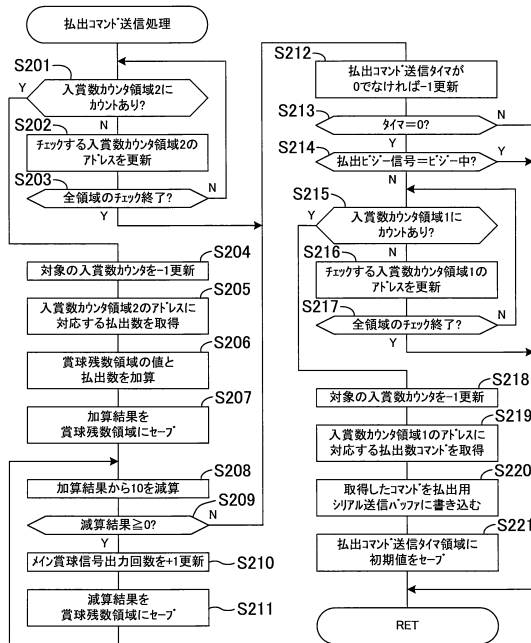 払出コマンド送信処理
S201
入賞数カウンタ領域2に
カウントあり?
Y
N
S202
チェックする入賞数カウンタ領域2の
アドレスを更新
S203
全領域のチェック終了?
N
Y
S204
対象の入賞数カウンタを-1更新
S205
入賞数カウンタ領域2のアドレスに
対応する払出数を取得
S206
賞球残数領域の値と
払出数を加算
S207
加算結果を
賞球残数領域にセーブ
S208
加算結果から10を減算
S209
減算結果≧0?
N
Y
メイン賞球信号出力回数を+1更新
S210
減算結果を
賞球残数領域にセーブ
S211
S212
払出コマンド送信タイマが
0でなければ-1更新
S213
タイマ=0?
N
Y
S214
払出ビジー信号=ビジー中?
Y
N
S215
入賞数カウンタ領域1に
カウントあり?
Y
N
S216
チェックする入賞数カウンタ領域1の
アドレスを更新
S217
全領域のチェック終了?
N
Y
S218
対象の入賞数カウンタを-1更新
S219
入賞数カウンタ領域1のアドレスに
対応する払出数コマンドを取得
S220
取得したコマンドを払出用
シリアル送信バッファに書き込む
S221
払出コマンド送信タイマ領域に
初期値をセーブ
RET